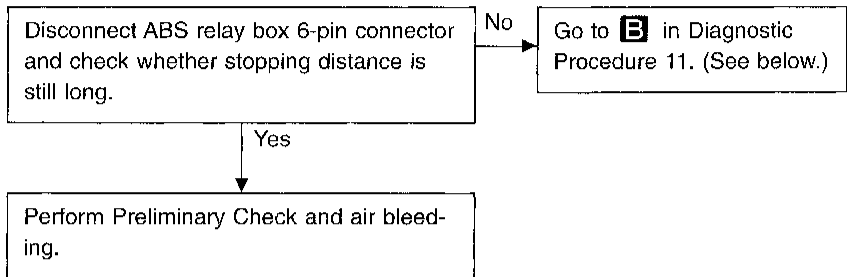 Disconnect ABS relay box 6-pin connector
and check whether stopping distance is
still long.
No
Go to B in Diagnostic
Procedure 11. (See below.)
Yes
Perform Preliminary Check and air bleed-
ing.